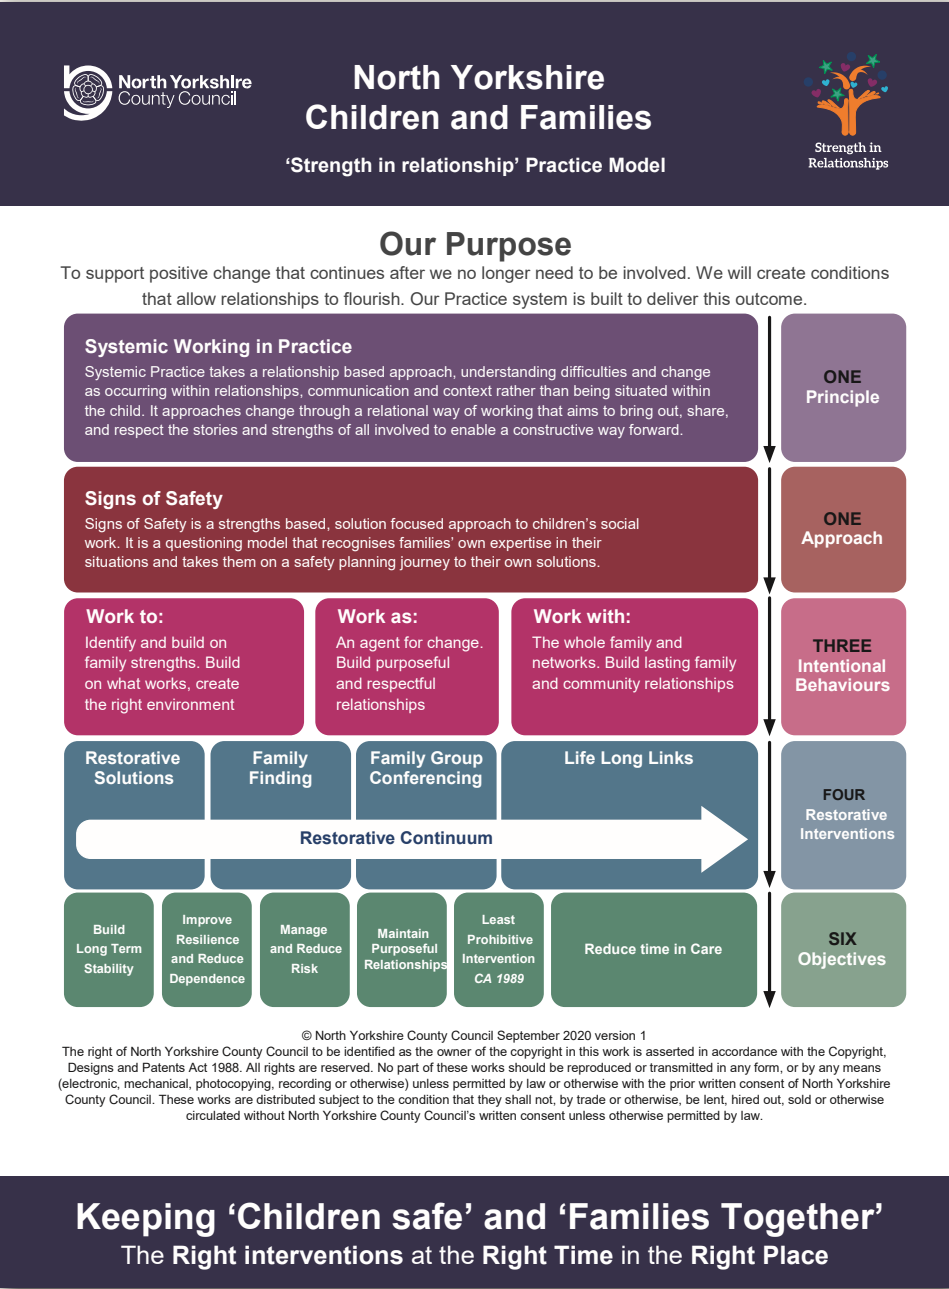 North Yorkshire
County Council
North Yorkshire
Children and Families
‘Strength in relationship’ Practice Model
Strength in
Relationships
Our Purpose
To support positive change that continues after we no longer need to be involved. We will create conditions
that allow relationships to flourish. Our Practice system is built to deliver this outcome.
Systemic Working in Practice
Systemic Practice takes a relationship based approach, understanding difficulties and change
as occurring within relationships, communication and context rather than being situated within
the child. It approaches change through a relational way of working that aims to bring out, share,
and respect the stories and strengths of all involved to enable a constructive way forward.
ONE
Principle
Signs of Safety
Signs of Safety is a strengths based, solution focused approach to children’s social
work. It is a questioning model that recognises families’ own expertise in their
situations and takes them on a safety planning journey to their own solutions.
ONE
Approach
Work to:
Identify and build on
family strengths. Build
on what works, create
the right environment
Work as:
An agent for change.
Build purposeful
and respectful
relationships
Work with:
The whole family and
networks. Build lasting family
and community relationships
THREE
Intentional
Behaviours
Restorative
Solutions
Family
Finding
Family Group
Conferencing
Life Long Links
Restorative Continuum
FOUR
Restorative
Interventions
Build
Long Term
Stability
Improve
Resilience
and Reduce
Dependence
Manage
and Reduce
Risk
Maintain
Purposeful
Relationships
Least
Prohibitive
Intervention
CA 1989
Reduce time in Care
SIX
Objectives
© North Yorkshire County Council September 2020 version 1
The right of North Yorkshire County Council to be identified as the owner of the copyright in this work is asserted in accordance with the Copyright,
Designs and Patents Act 1988. All rights are reserved. No part of these works should be reproduced or transmitted in any form, or by any means
(electronic, mechanical, photocopying, recording or otherwise) unless permitted by law or otherwise with the prior written consent of North Yorkshire
County Council. These works are distributed subject to the condition that they shall not, by trade or otherwise, be lent, hired out, sold or otherwise
circulated without North Yorkshire County Council’s written consent unless otherwise permitted by law.
Keeping ‘Children safe’ and ‘Families Together’
The Right interventions at the Right Time in the Right Place